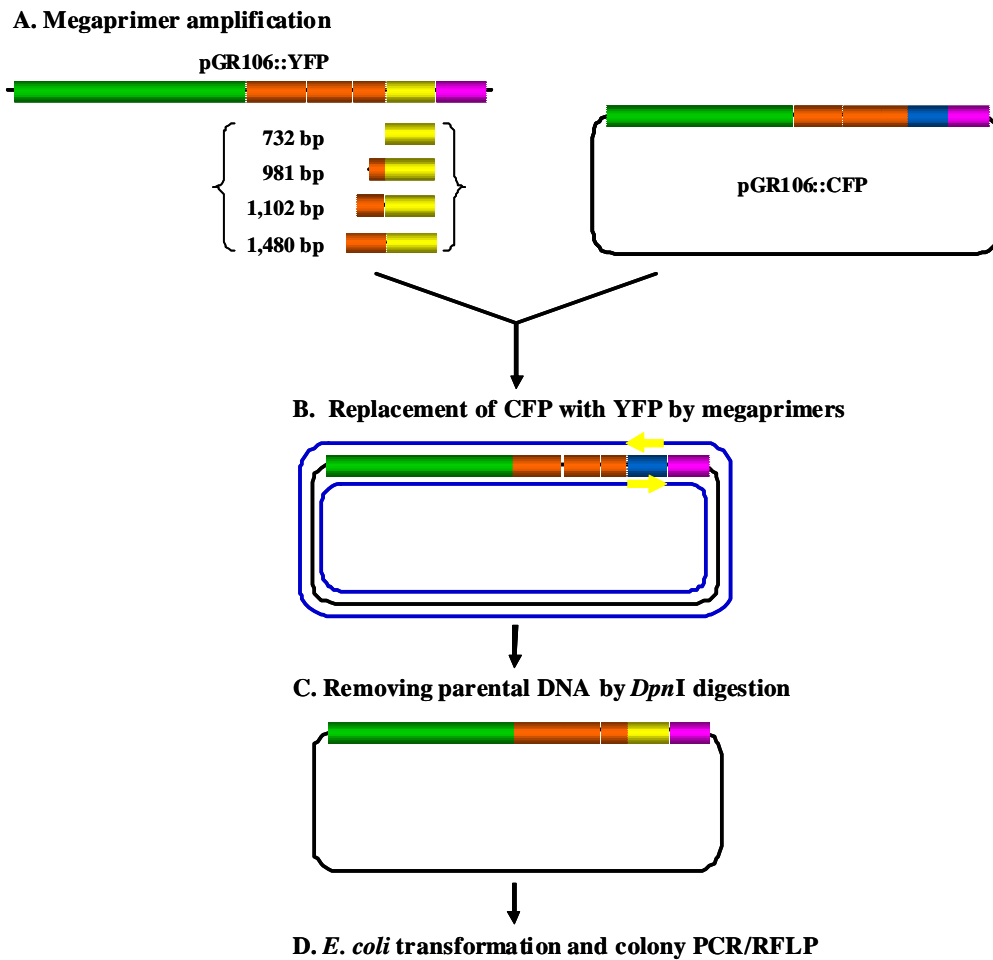 A. Megaprimer amplification
pGR106::YFP
732 bp
981 bp
1,102 bp
1,480 bp
pGR106::CFP
B. Replacement of CFP with YFP by megaprimers
C. Removing parental DNA by DpnI digestion
D. E. coli transformation and colony PCR/RFLP